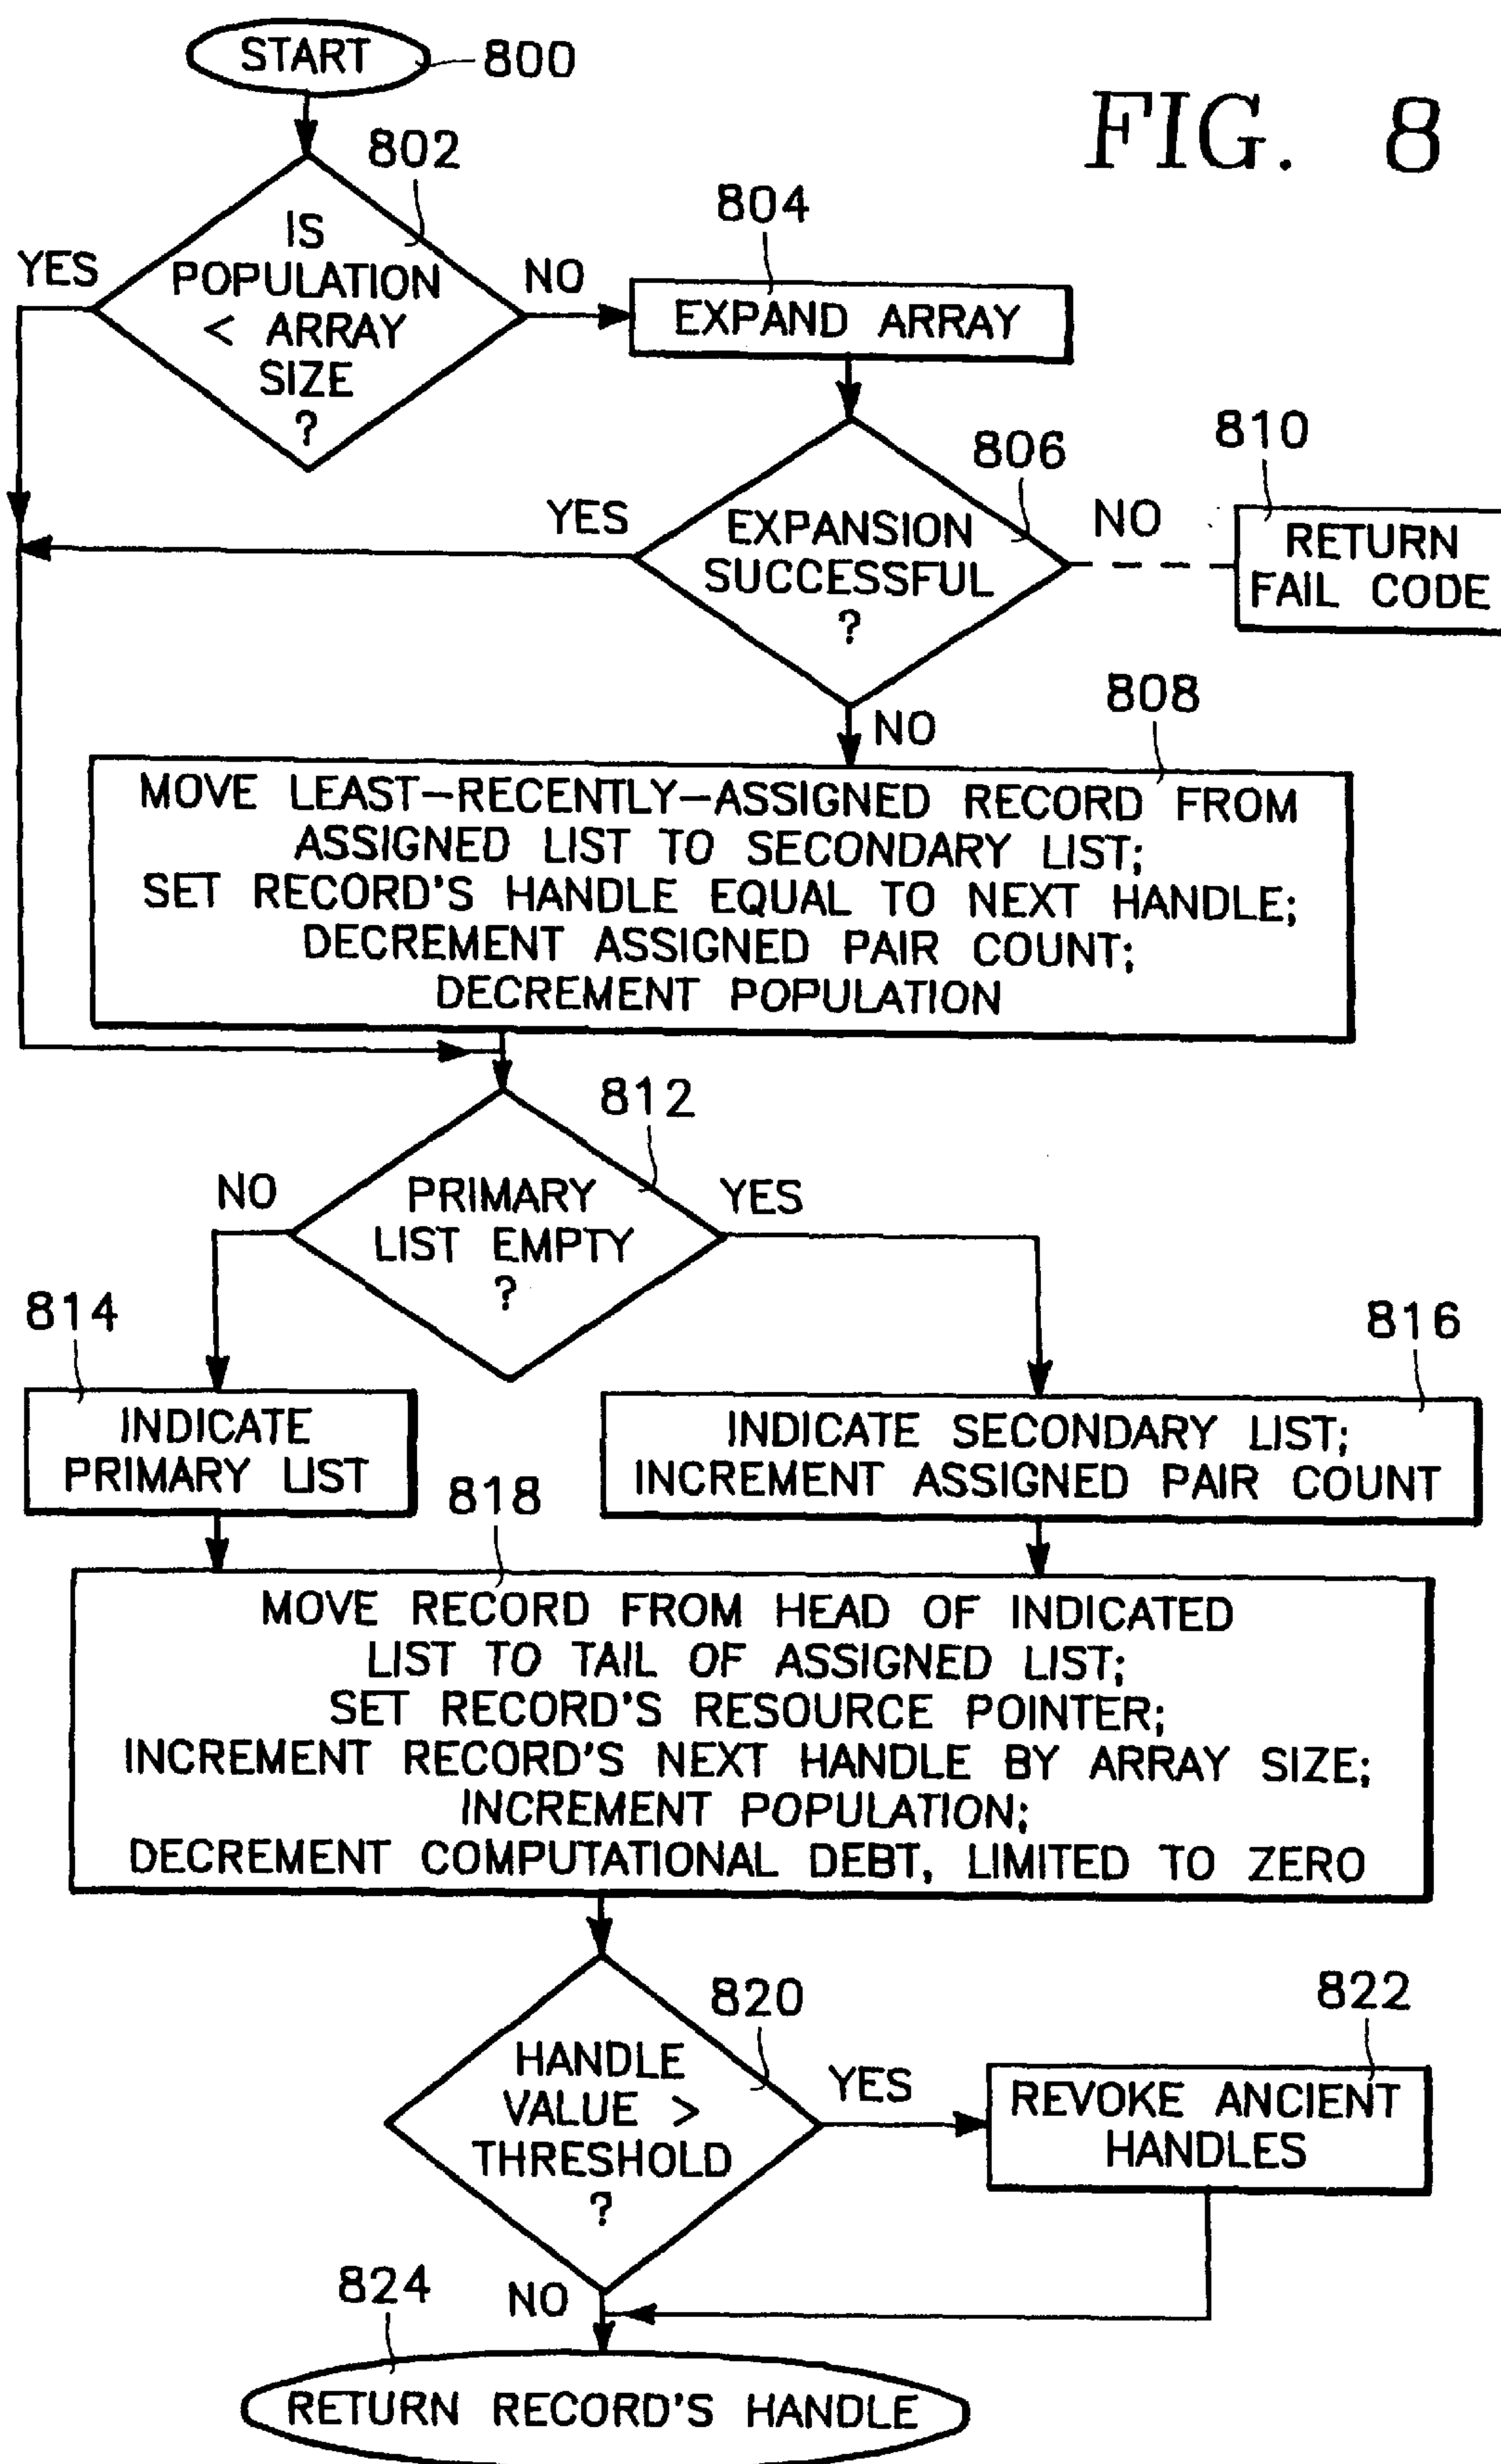 START
800
FIG. 8
802
IS
POPULATION
< ARRAY
SIZE
?
YES
NO
804
EXPAND ARRAY
806
EXPANSION
SUCCESSFUL
?
YES
NO
810
RETURN
FAIL CODE
NO
808
MOVE LEAST-RECENTLY-ASSIGNED RECORD FROM
ASSIGNED LIST TO SECONDARY LIST;
SET RECORD'S HANDLE EQUAL TO NEXT HANDLE;
DECREMENT ASSIGNED PAIR COUNT;
DECREMENT POPULATION
812
PRIMARY
LIST EMPTY
?
NO
YES
814
INDICATE
PRIMARY LIST
816
INDICATE SECONDARY LIST;
INCREMENT ASSIGNED PAIR COUNT
818
MOVE RECORD FROM HEAD OF INDICATED
LIST TO TAIL OF ASSIGNED LIST;
SET RECORD'S RESOURCE POINTER;
INCREMENT RECORD'S NEXT HANDLE BY ARRAY SIZE;
INCREMENT POPULATION;
DECREMENT COMPUTATIONAL DEBT, LIMITED TO ZERO
820
HANDLE
VALUE >
THRESHOLD
?
YES
822
REVOKE ANCIENT
HANDLES
NO
824
RETURN RECORD'S HANDLE